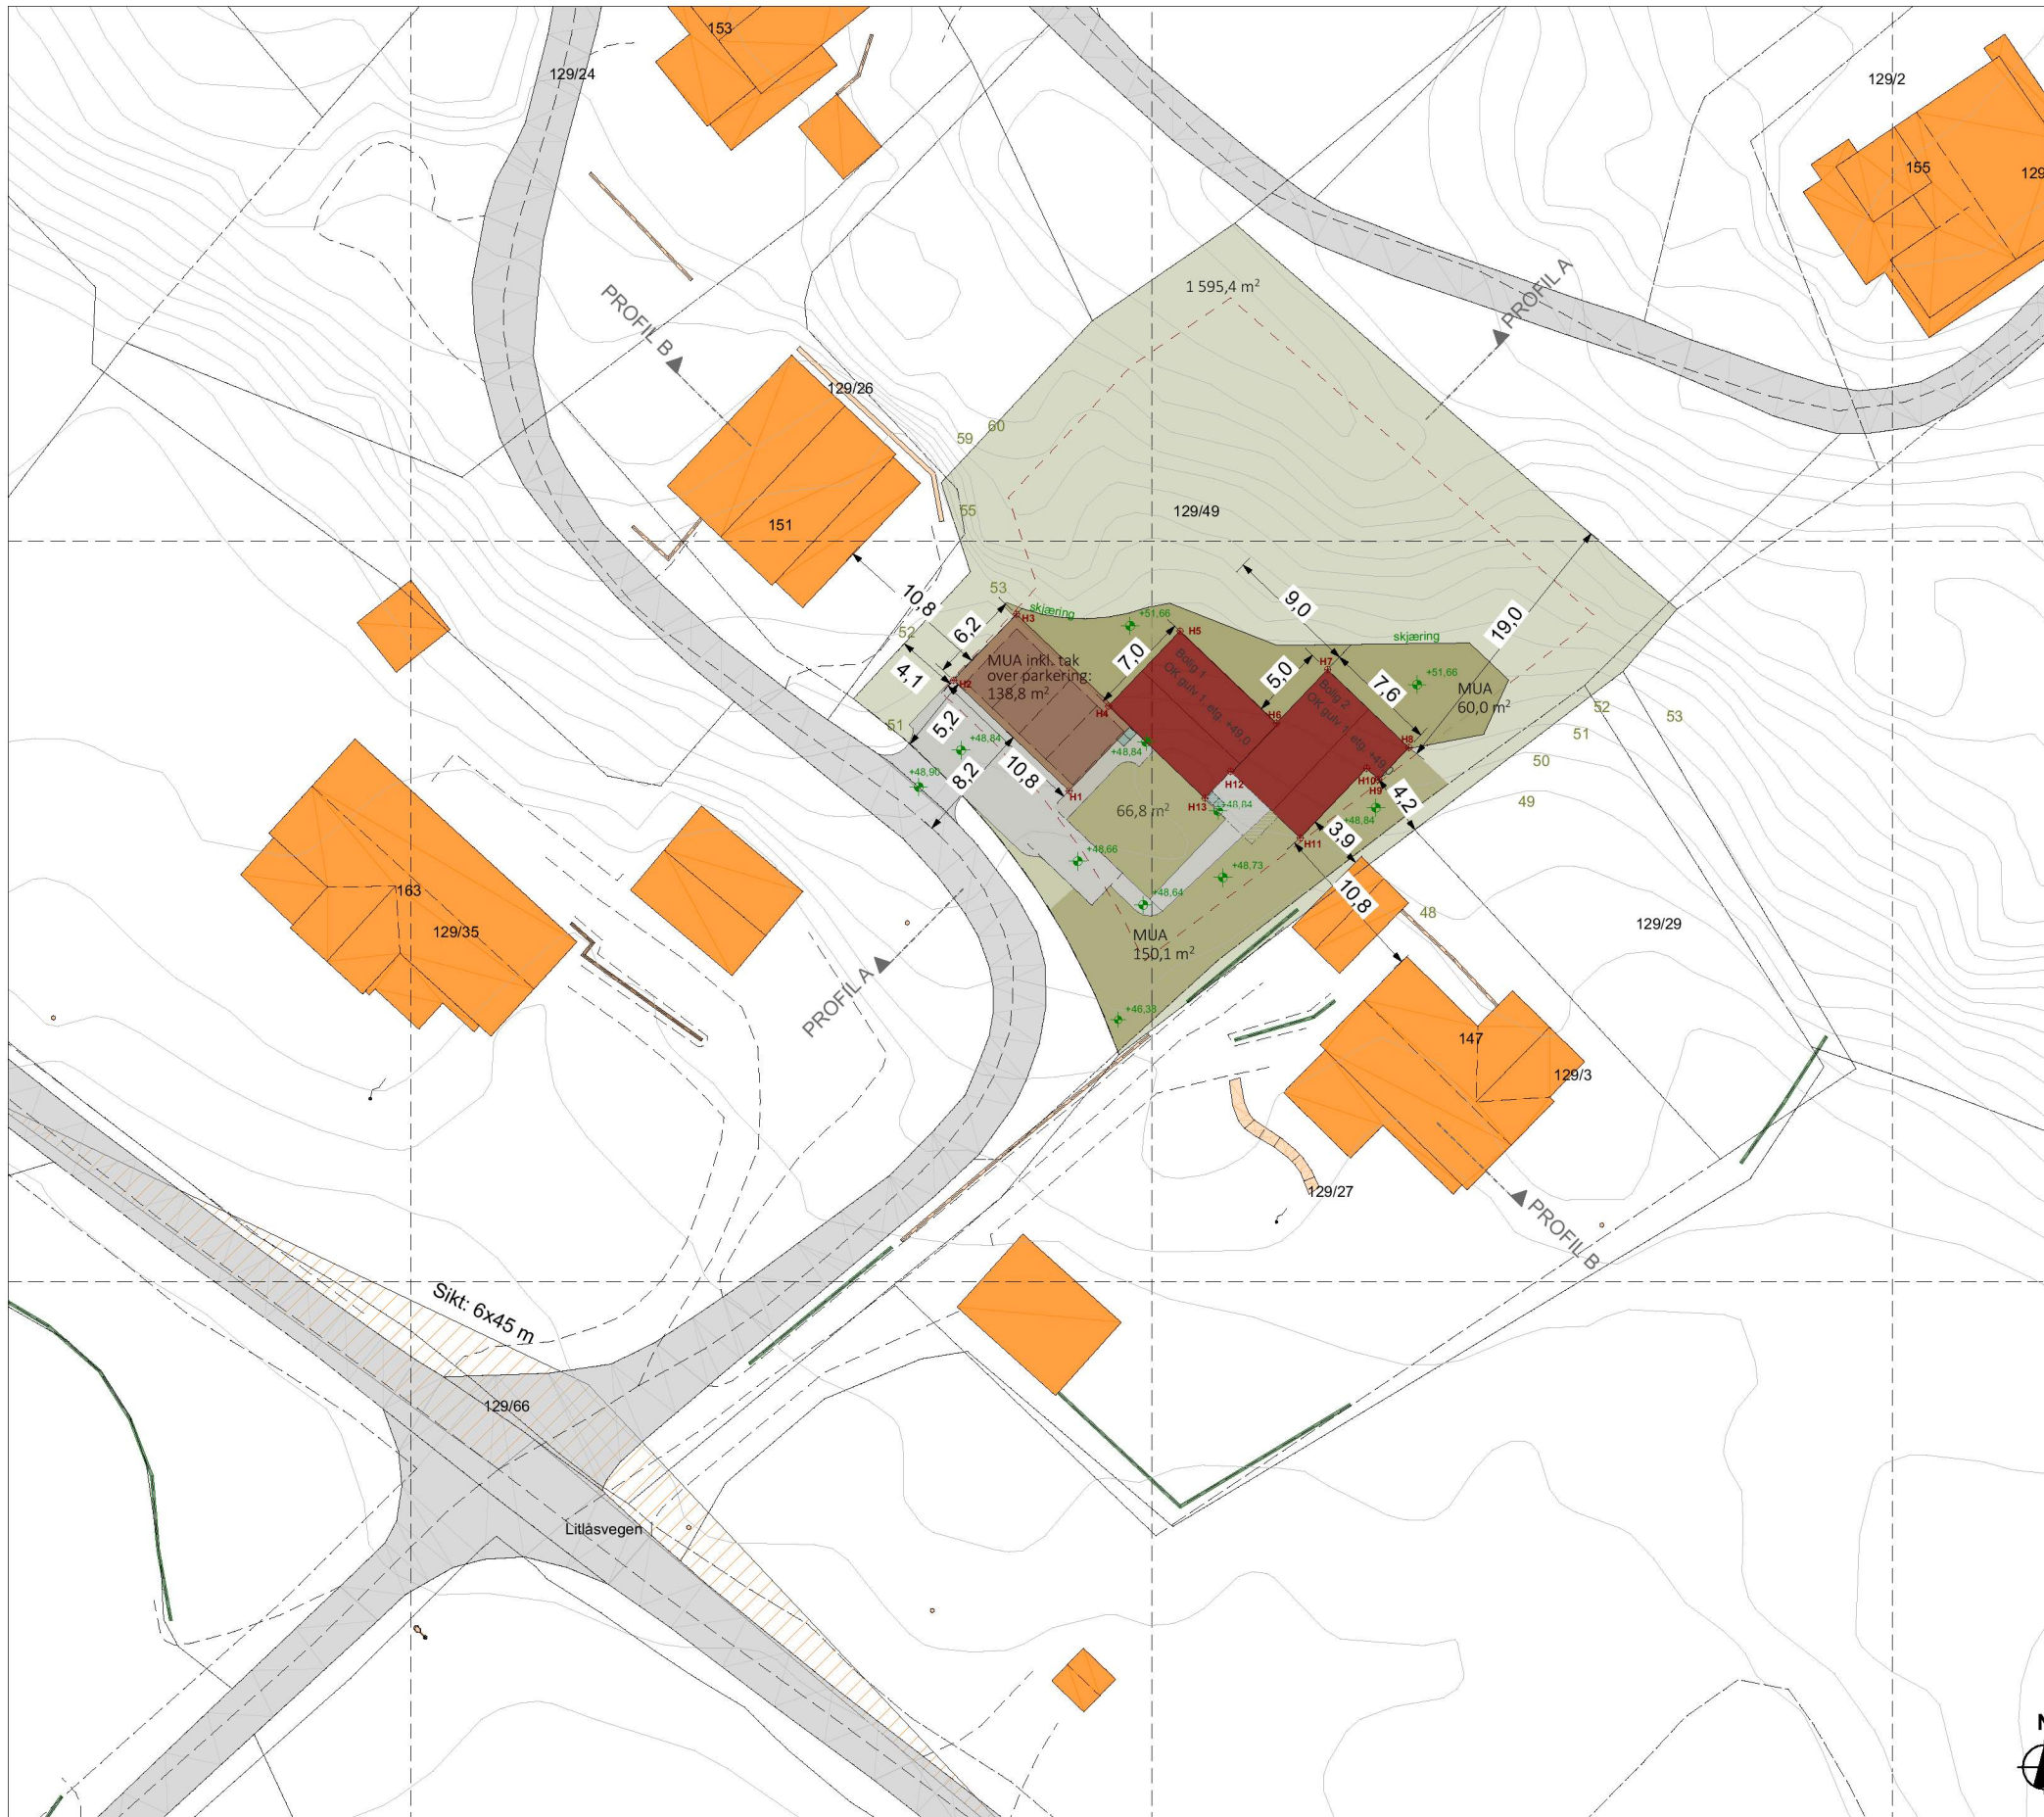 153
129/24
129/2
155
129
1 595,4 m²
PROFIL A
PROFIL B
129/26
59
60
55
151
129/49
10,8
53
skjæring
H3
52
6,2
4,1
H2
MUA inkl. tak
over parkering:
138,8 m²
+51,66
H5
7,0
Bolig 1
OK gulv 1. etg. +49,0
H4
9,0
19,0
skjæring
5,0
H7
7,6
+51,66
MUA
60,0 m²
Bolig 2
OK gulv 1. etg. +49,0
H6
H8
52
53
51
50
49
51
5,2
+48,84
+48,90
8,2
10,8
H1
+48,84
H12
H10
H9
H13
+48,84
66,8 m²
4,2
+48,84
3,9
H11
+48,66
+48,73
+48,64
10,8
48
129/29
163
129/35
MUA
150,1 m²
PROFIL A
+46,33
147
129/3
129/27
PROFIL B
Sikt: 6x45 m
129/66
Litlåsvegen
N